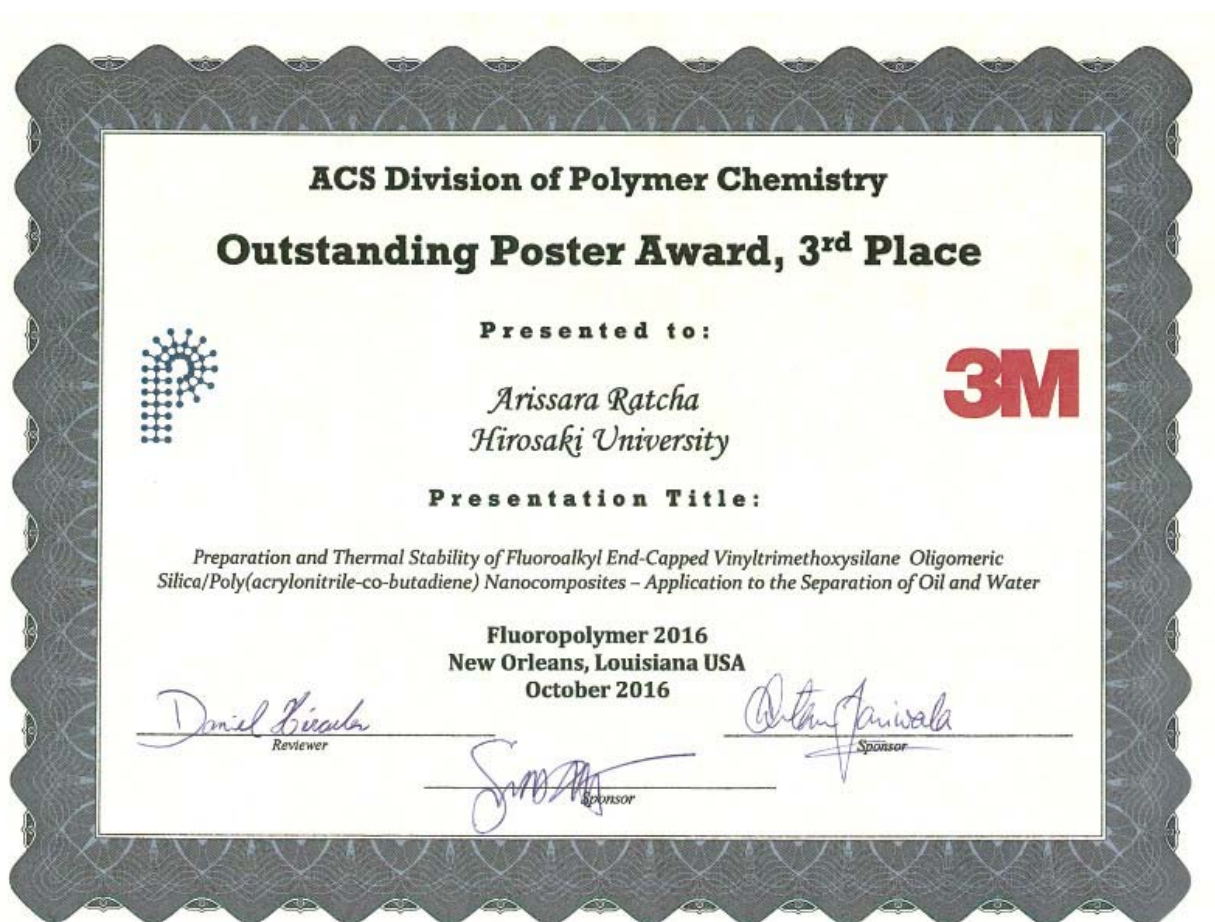 ACS Division of Polymer Chemistry
Outstanding Poster Award, 3rd Place
Presented to:
3M
Arissara Ratcha
Hirosaki University
Presentation Title:
Preparation and Thermal Stability of Fluoroalkyl End-Capped Vinyltrimethoxysilane Oligomeric
Silica/Poly(acrylonitrile-co-butadiene) Nanocomposites – Application to the Separation of Oil and Water
Fluoropolymer 2016
New Orleans, Louisiana USA
October 2016
Daniel
Reviewer
Sponsor
Sponsor